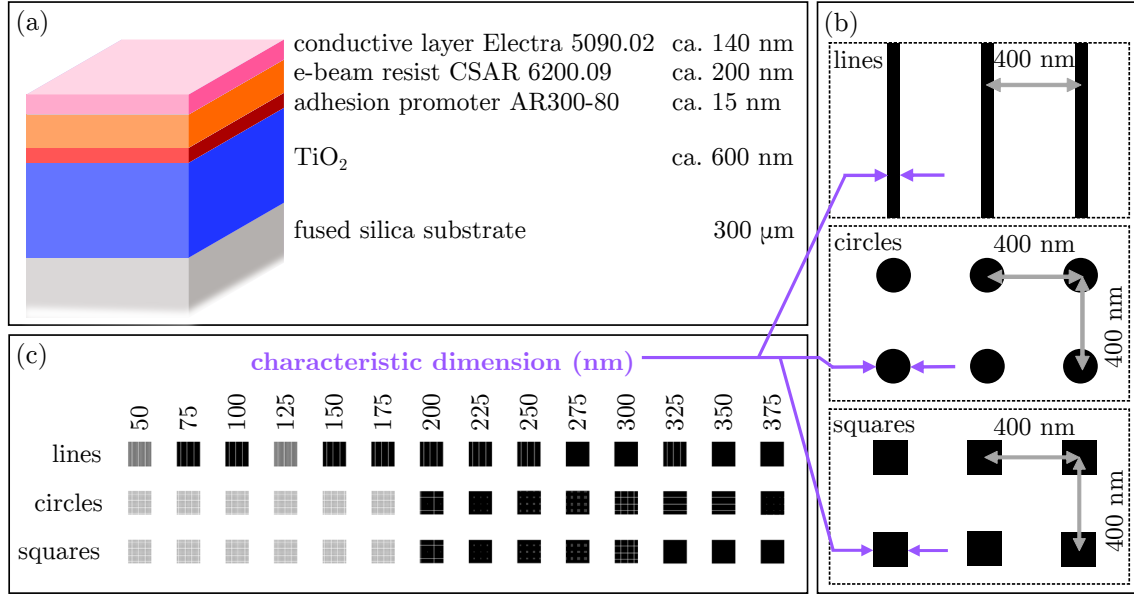 (a)
conductive layer Electra 5090.02 ca. 140 nm
e-beam resist CSAR 6200.09 ca. 200 nm
adhesion promoter AR300-80 ca. 15 nm
TiO₂ ca. 600 nm
fused silica substrate 300 µm
(b)
lines
400 nm
circles
400 nm
400 nm
squares
400 nm
400 nm
(c)
characteristic dimension (nm)
50 75 100 125 150 175 200 225 250 275 300 325 350 375
lines
circles
squares